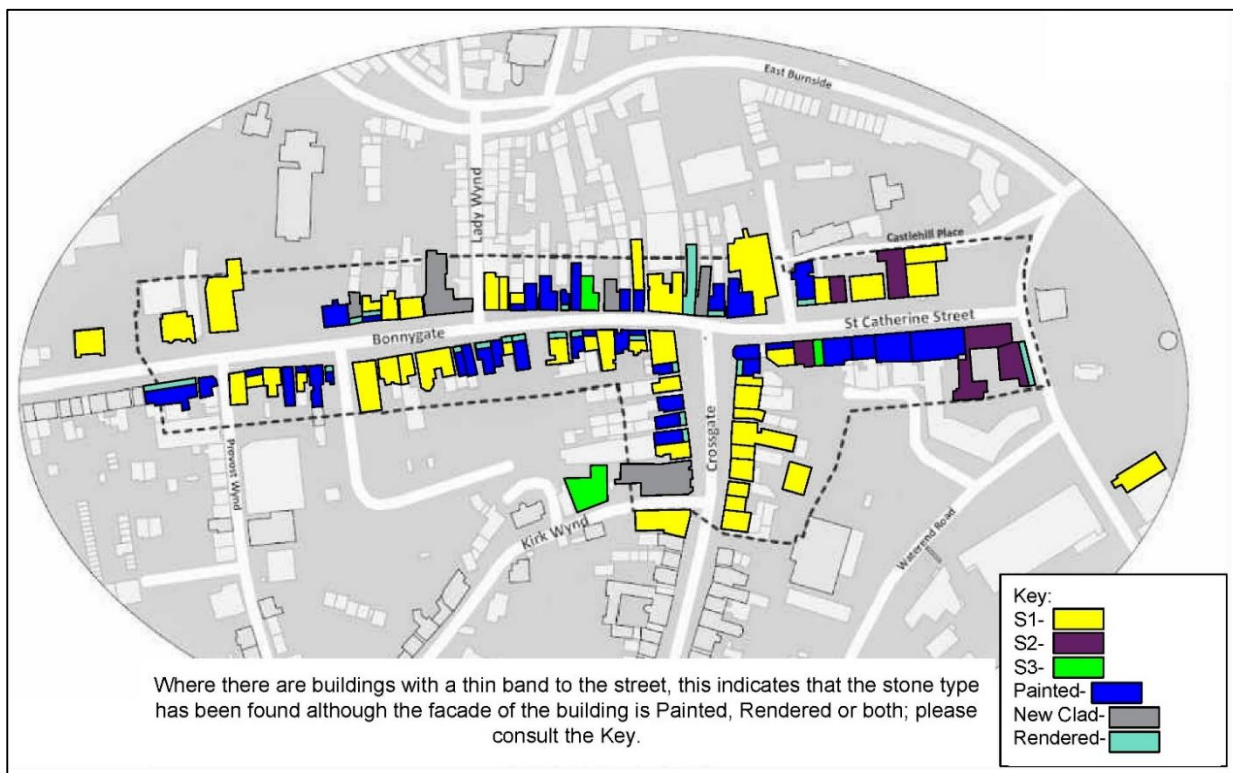 East Burnside
Lady Wynd
Castlehill Place
St Catherine Street
Bonnygate
Provost Wynd
Crossgate
Kirk Wynd
Waterend Road
Key:
S1-
S2-
S3-
Painted-
New Clad-
Rendered-
Where there are buildings with a thin band to the street, this indicates that the stone type
has been found although the facade of the building is Painted, Rendered or both; please
consult the Key.